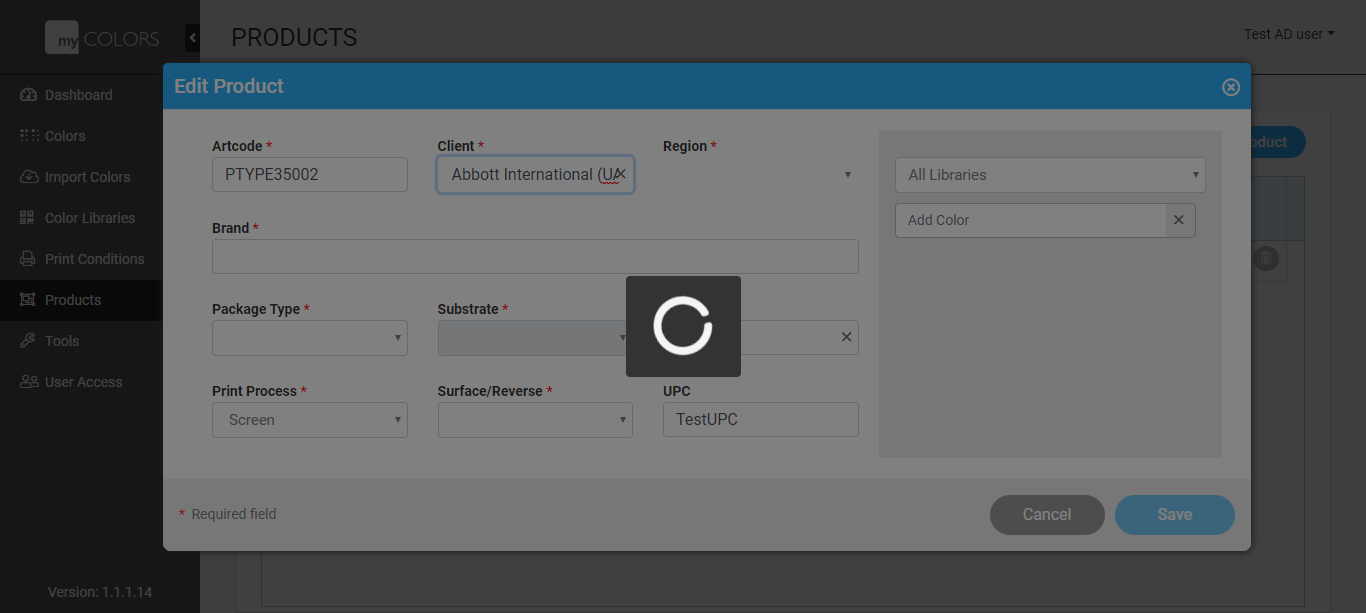 my COLORS
PRODUCTS
Test AD user
Dashboard
Colors
Import Colors
Color Libraries
Print Conditions
Products
Tools
User Access
Version: 1.1.1.14
Edit Product
Artcode *
PTYPE35002
Client *
Abbott International (UA
Region *
Brand *
Package Type *
Substrate *
Print Process *
Screen
Surface/Reverse *
UPC
TestUPC
All Libraries
Add Color
* Required field
Cancel
Save